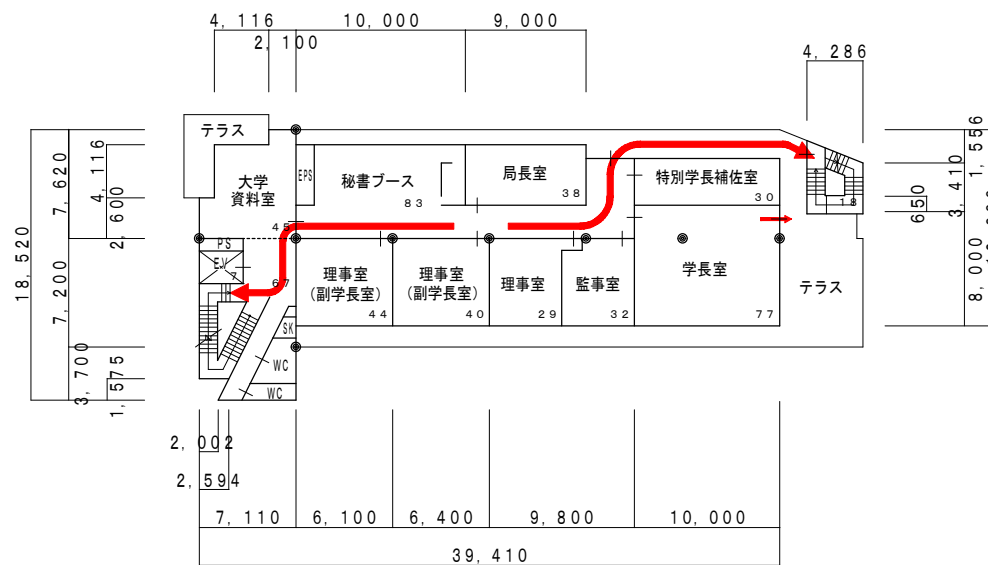 4,116
10,000
9,000
2,100
4,286
テラス
大学
資料室
EPS
秘書ブース
83
局長室
38
特別学長補佐室
30
18
45
PS
E.V
7
67
理事室
(副学長室)
44
理事室
(副学長室)
40
理事室
29
監事室
32
学長室
77
テラス
SK
WC
WC
18,520
7,620
7,200
3,700
4,116
2,600
1,575
1,556
3,410
650
8,000
2,002
2,594
7,110
6,100
6,400
9,800
10,000
39,410